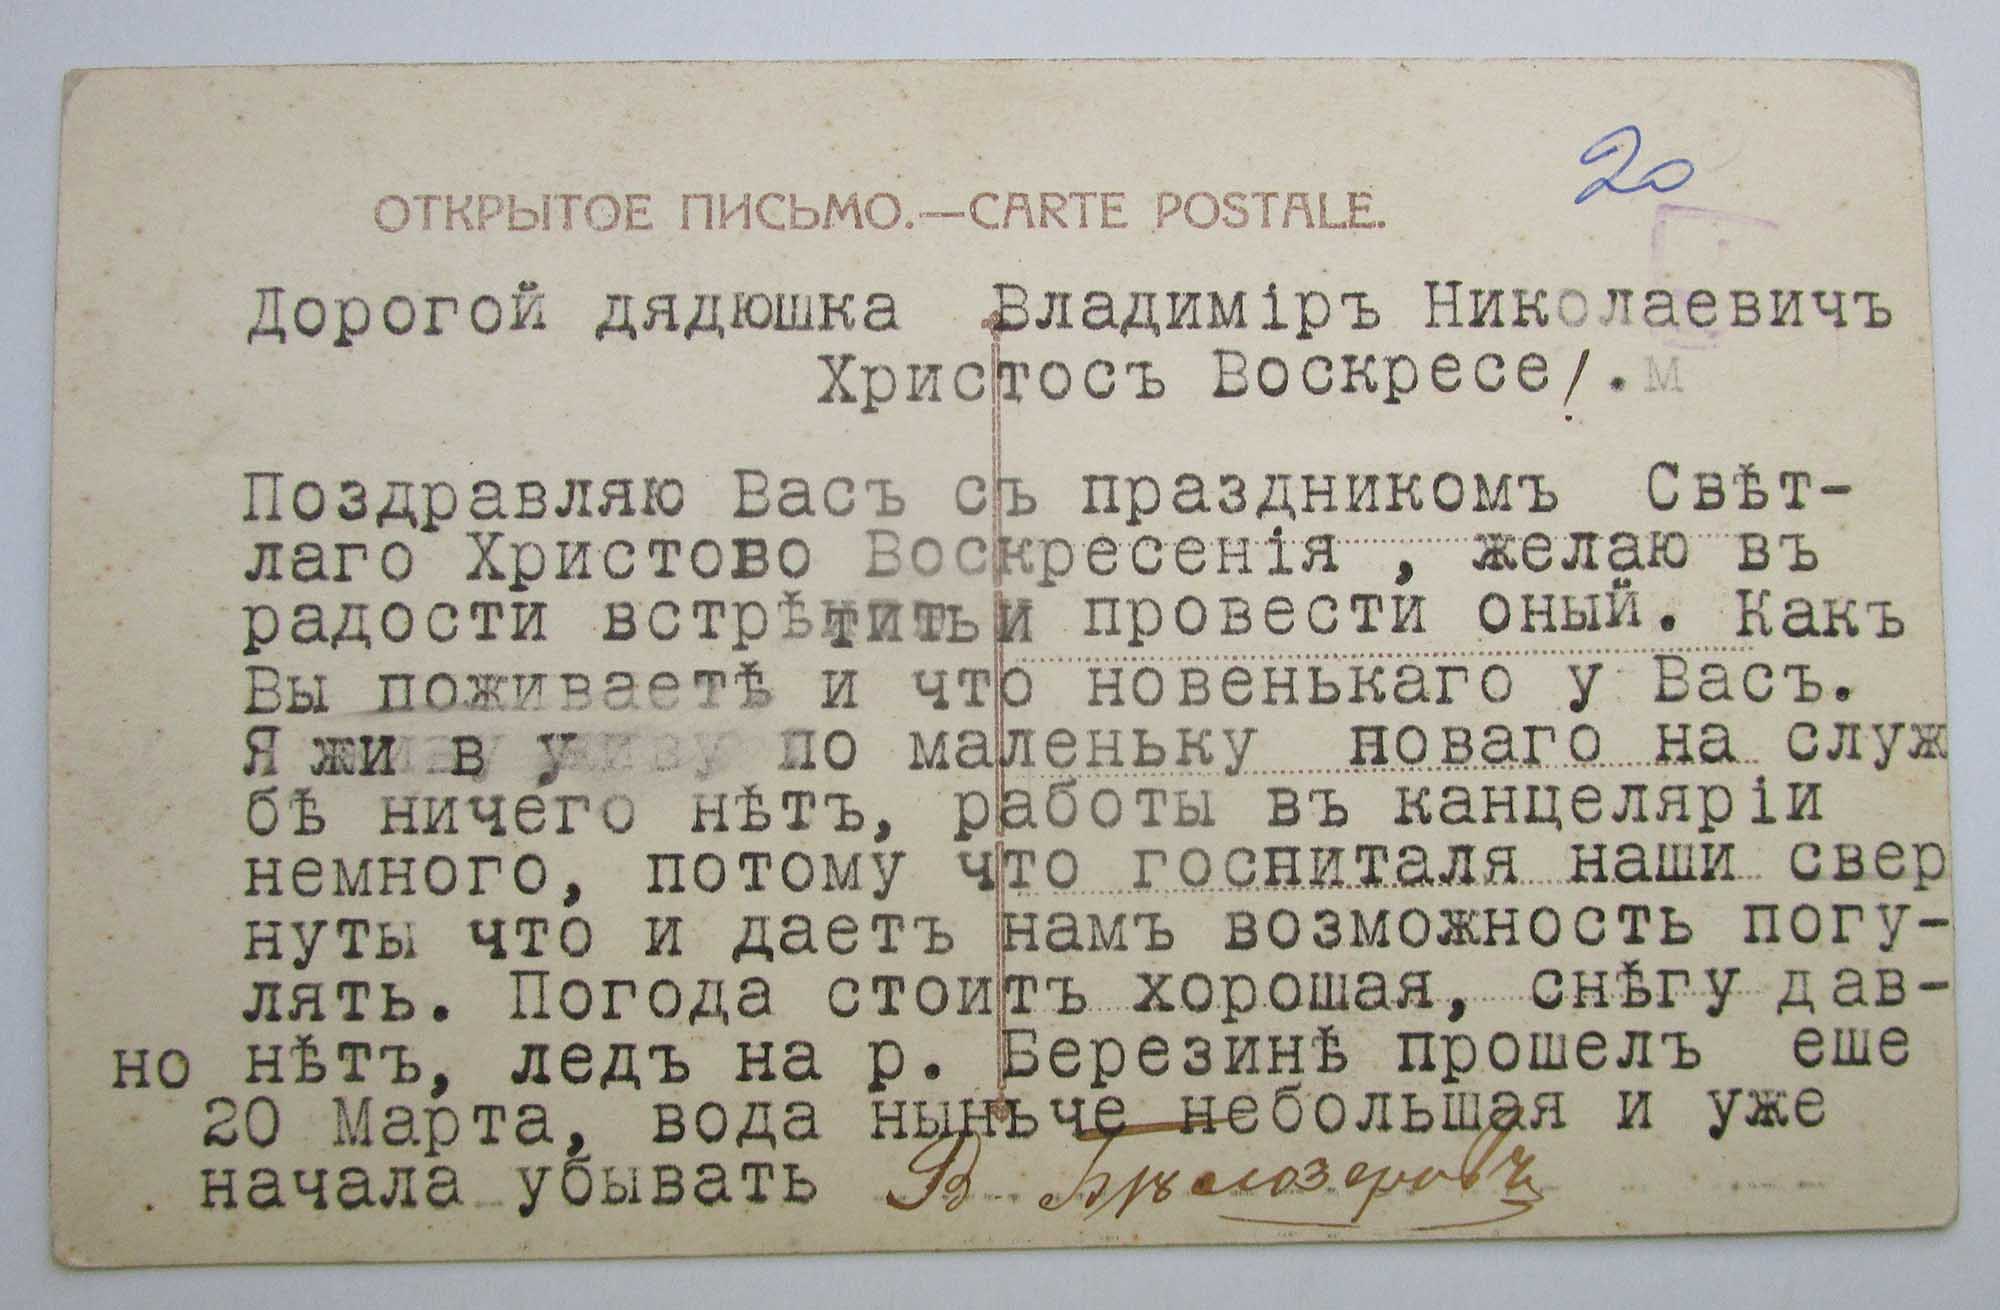 20
ОТКРЫТОЕ ПИСЬМО.—CARTE POSTALE.
Дорогой дядюшка Владимiръ Николаевичъ
Христосъ Воскресе!.м
Поздравляю Васъ съ праздникомъ Свѣт-
лаго Христово Воскресенiя , желаю въ
радости встрѣтить и провести оный. Какъ
Вы поживаетѣ и что новенькаго у Васъ.
Я жи в у по маленьку новаго на служ
бѣ ничего нѣтъ, работы въ канцелярiи
немного, потому что госпиталя наши свер
нуты что и даетъ намъ возможность погу-
лять. Погода стоитъ хорошая, снѣгу дав-
но нѣтъ, ледъ на р. Березинѣ прошелъ еше
20 Марта, вода ныньче небольшая и уже
начала убывать В. Бѣлозеровъ